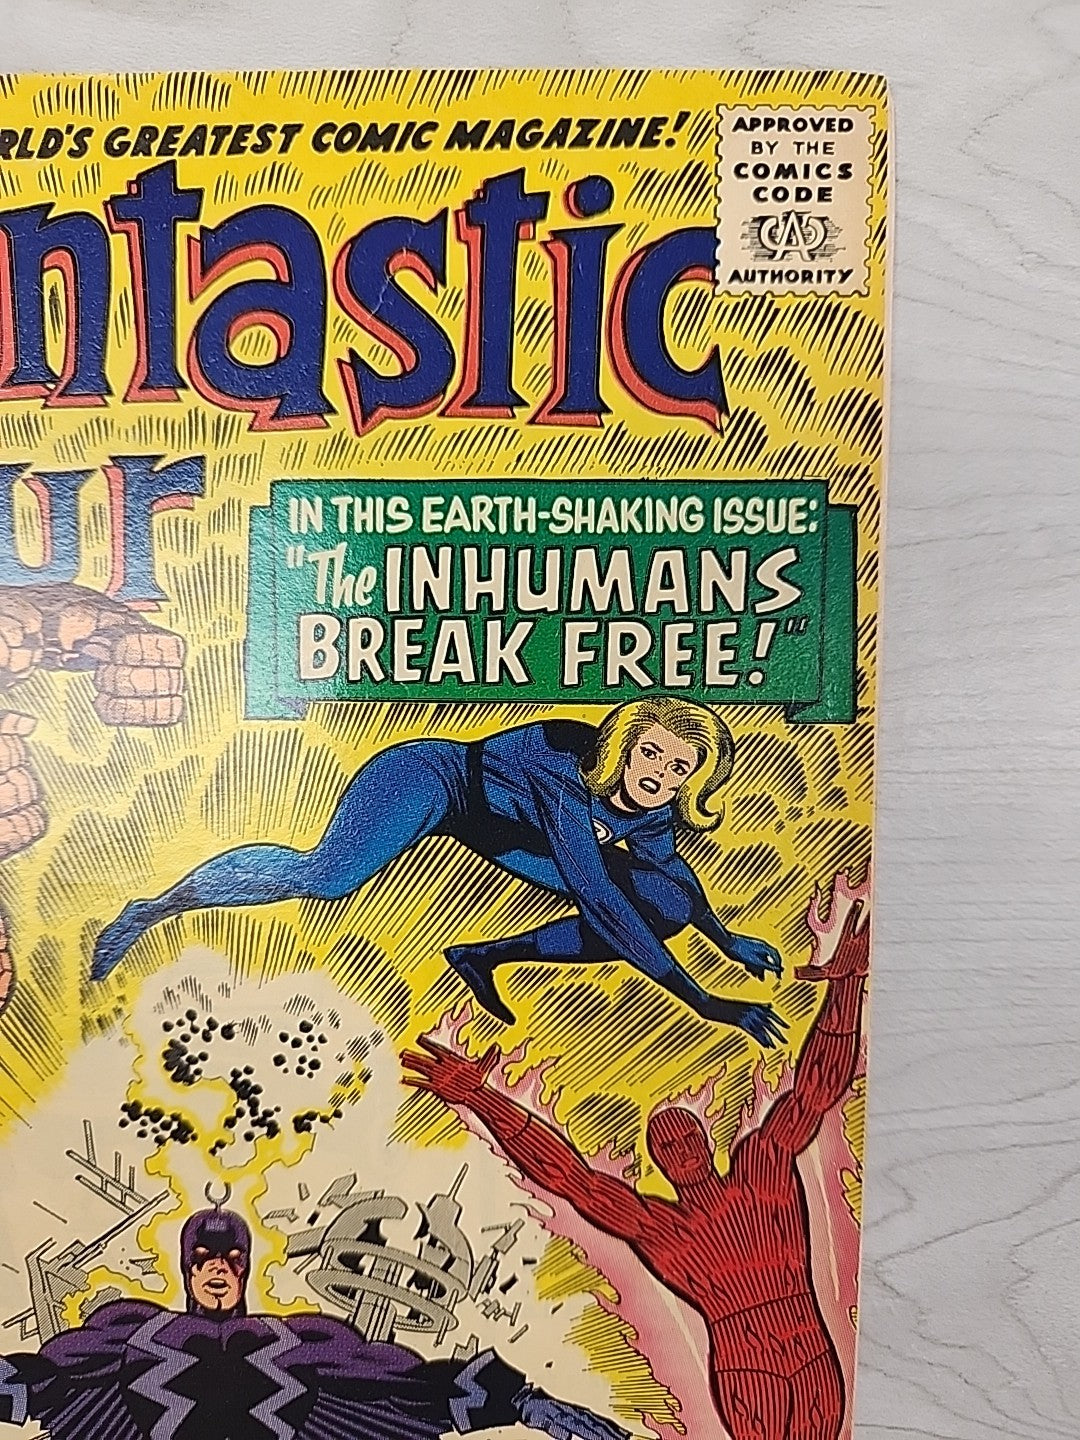 RLD'S GREATEST COMIC MAGAZINE!
ntastic
ur
APPROVED
BY THE
COMICS
CODE
CA
AUTHORITY
IN THIS EARTH-SHAKING ISSUE:
"The INHUMANS
BREAK FREE!"